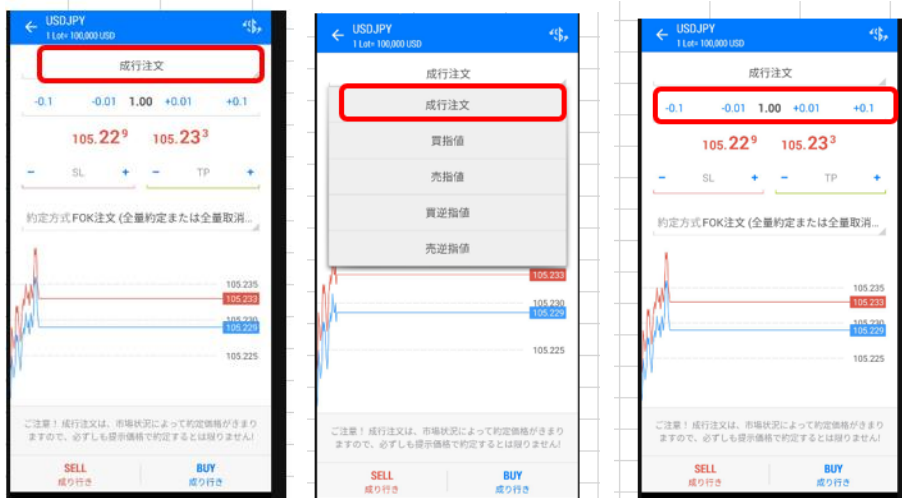 USDJPY
1 Lot= 100,000 USD
成行注文
-0.1 -0.01 1.00 +0.01 +0.1
105.229 105.233
- SL + - TP +
約定方式 FOK注文 (全量約定または全量取消...
105.235
105.233
105.230
105.229
105.225
ご注意！ 成行注文は、市場状況によって約定価格がきまり
ますので、必ずしも提示価格で約定するとは限りません!
SELL BUY
成り行き 成り行き
USDJPY
1 Lot= 100,000 USD
成行注文
成行注文
買指値
売指値
買逆指値
売逆指値
105.233
105.230
105.229
105.225
ご注意！ 成行注文は、市場状況によって約定価格がきまり
ますので、必ずしも提示価格で約定するとは限りません!
SELL BUY
成り行き 成り行き
USDJPY
1 Lot= 100,000 USD
成行注文
-0.1 -0.01 1.00 +0.01 +0.1
105.229 105.233
- SL + - TP +
約定方式 FOK注文 (全量約定または全量取消...
105.235
105.233
105.230
105.229
105.225
ご注意！ 成行注文は、市場状況によって約定価格がきまり
ますので、必ずしも提示価格で約定するとは限りません!
SELL BUY
成り行き 成り行き